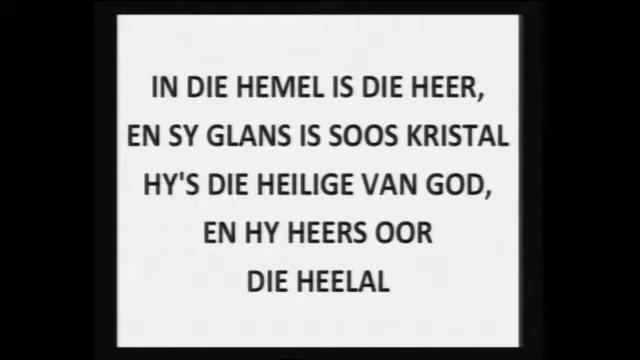 IN DIE HEMEL IS DIE HEER,
EN SY GLANS IS SOOS KRISTAL
HY'S DIE HEILIGE VAN GOD,
EN HY HEERS OOR
DIE HEELAL